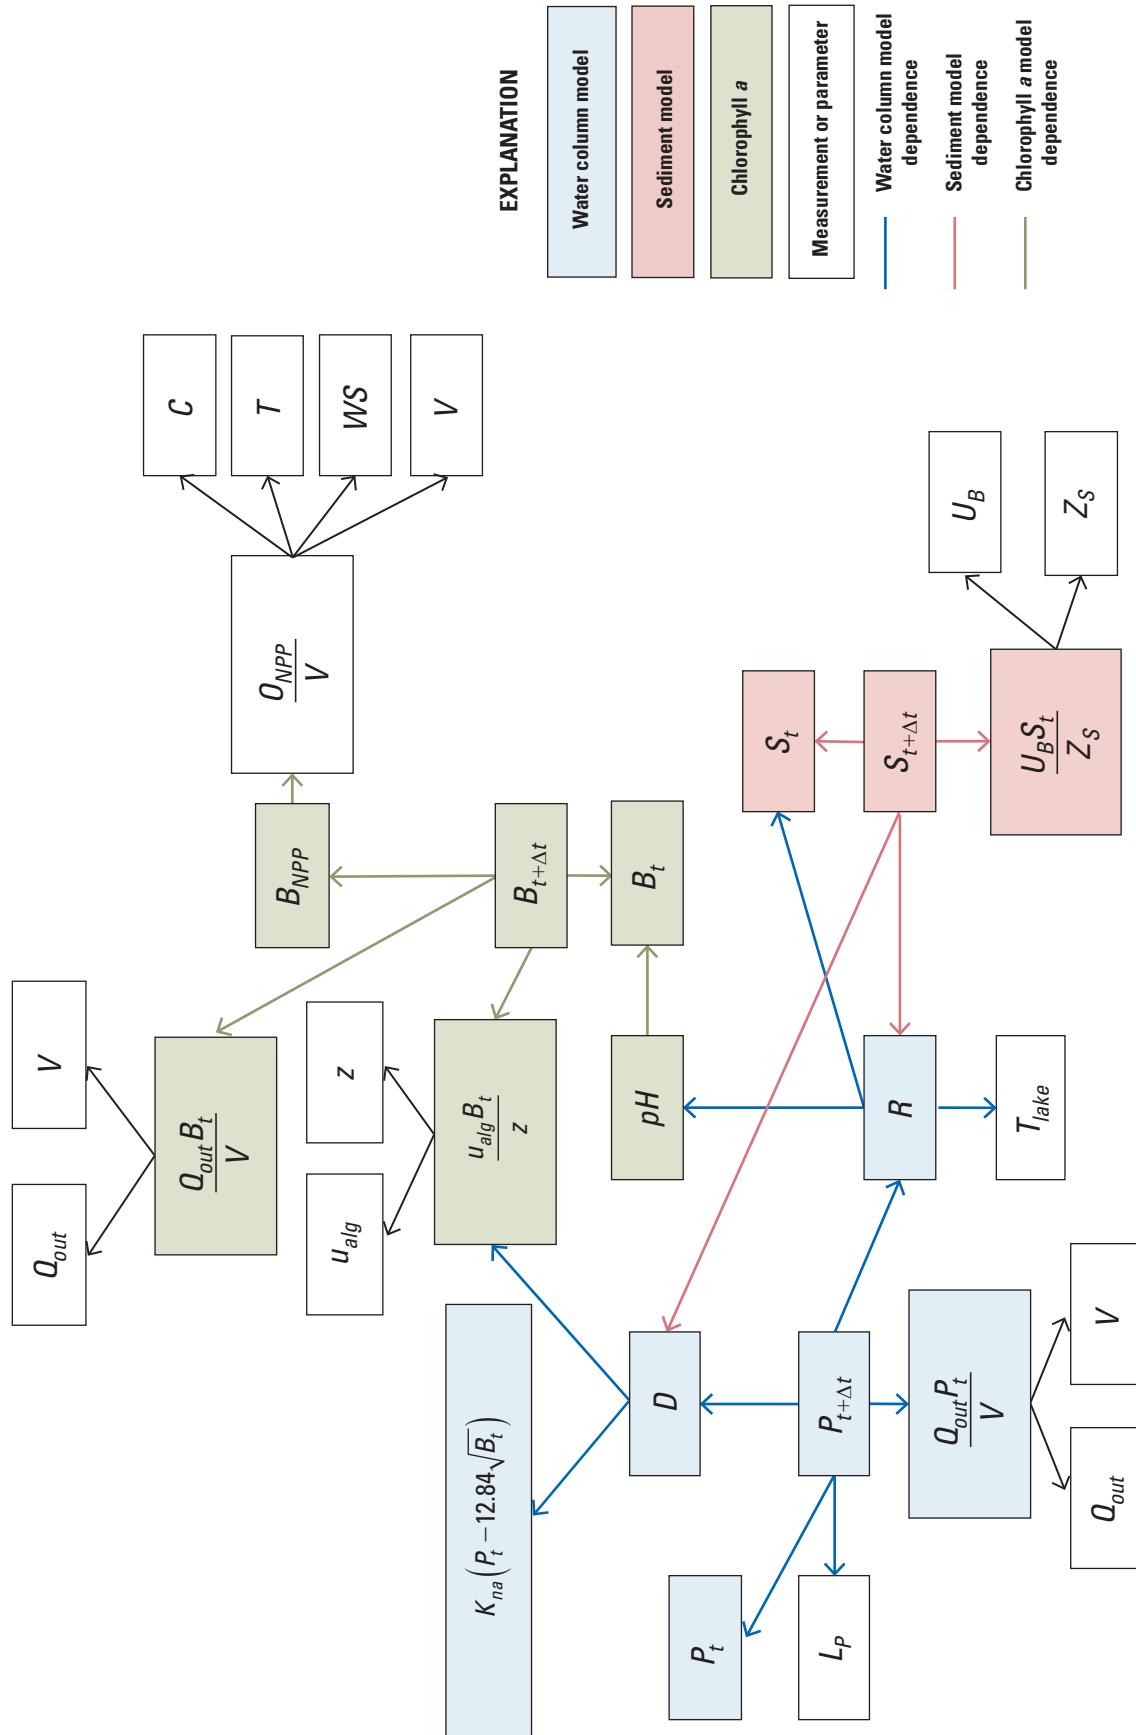 Q_out
V
C
Q_out B_t
V
T
B_NPP
O_NPP
V
u_alg
z
WS
V
K_na (P_t − 12.84 √B_t)
u_alg B_t
z
B_t+Δt
pH
B_t
D
P_t
S_t
L_P
P_t+Δt
R
S_t+Δt
Q_out P_t
V
T_lake
U_B S_t
Z_S
U_B
Z_S
Q_out
V
EXPLANATION
Water column model
Sediment model
Chlorophyll a
Measurement or parameter
Water column model
dependence
Sediment model
dependence
Chlorophyll a model
dependence